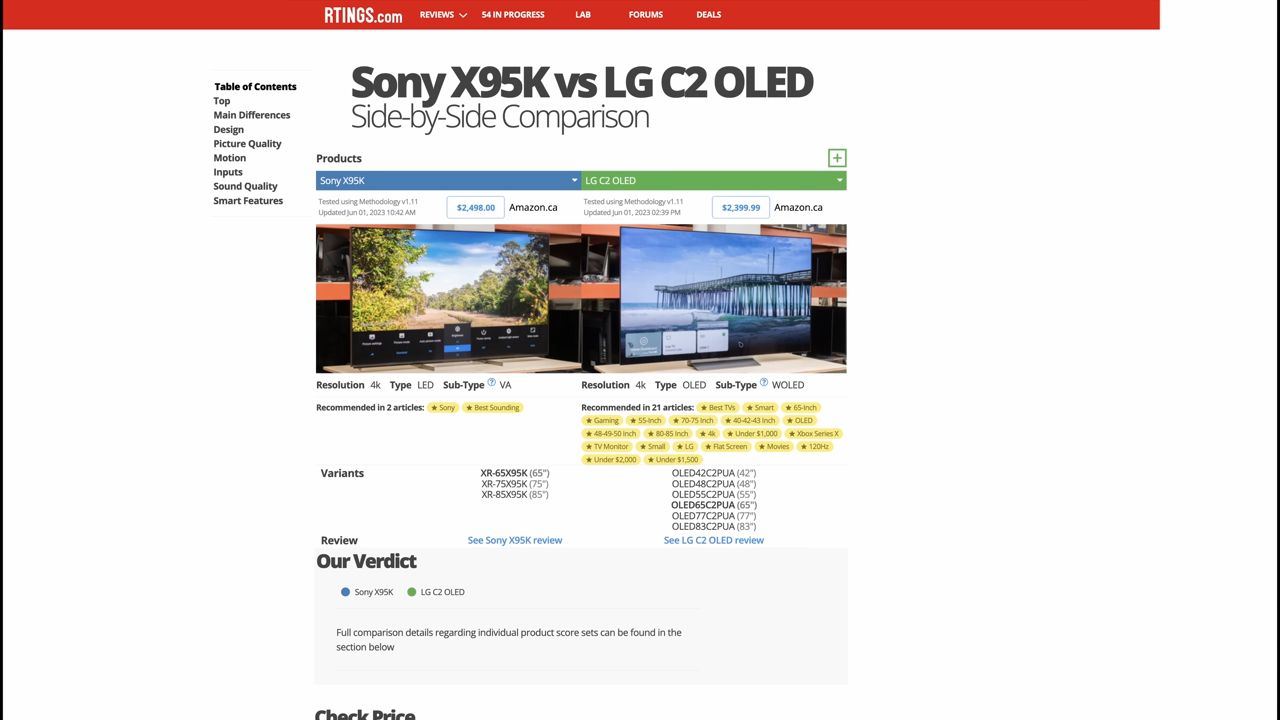 RTINGS.com
REVIEWS
54 IN PROGRESS
LAB
FORUMS
DEALS
Table of Contents
Top
Main Differences
Design
Picture Quality
Motion
Inputs
Sound Quality
Smart Features
Sony X95K vs LG C2 OLED
Side-by-Side Comparison
Products
Sony X95K
LG C2 OLED
Tested using Methodology v1.11
Updated Jun 01, 2023 10:42 AM
$2,498.00
Amazon.ca
Tested using Methodology v1.11
Updated Jun 01, 2023 02:39 PM
$2,399.99
Amazon.ca
Resolution 4k Type LED Sub-Type ? VA
Resolution 4k Type OLED Sub-Type ? WOLED
Recommended in 2 articles: ★ Sony ★ Best Sounding
Recommended in 21 articles: ★ Best TVs ★ Smart ★ 65-Inch
★ Gaming ★ 55-Inch ★ 70-75 Inch ★ 40-42-43 Inch ★ OLED
★ 48-49-50 Inch ★ 80-85 Inch ★ 4k ★ Under $1,000 ★ Xbox Series X
★ TV Monitor ★ Small ★ LG ★ Flat Screen ★ Movies ★ 120Hz
★ Under $2,000 ★ Under $1,500
Variants
XR-65X95K (65")
XR-75X95K (75")
XR-85X95K (85")
OLED42C2PUA (42")
OLED48C2PUA (48")
OLED55C2PUA (55")
OLED65C2PUA (65")
OLED77C2PUA (77")
OLED83C2PUA (83")
Review
See Sony X95K review
See LG C2 OLED review
Our Verdict
Sony X95K
LG C2 OLED
Full comparison details regarding individual product score sets can be found in the
section below
Check Price